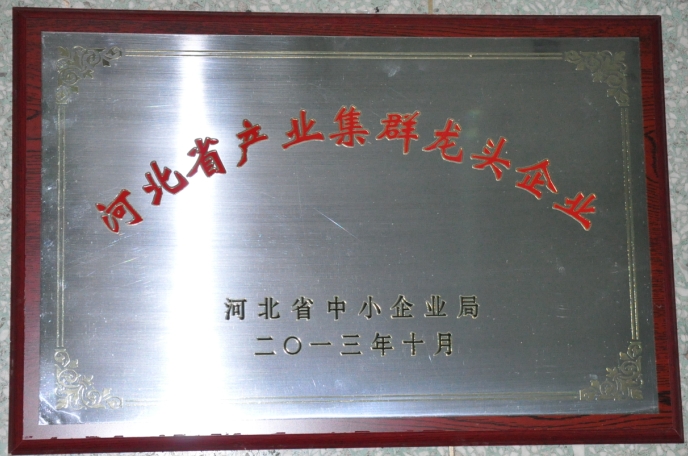 河北省产业集群龙头企业
河北省中小企业局
二〇一三年十月